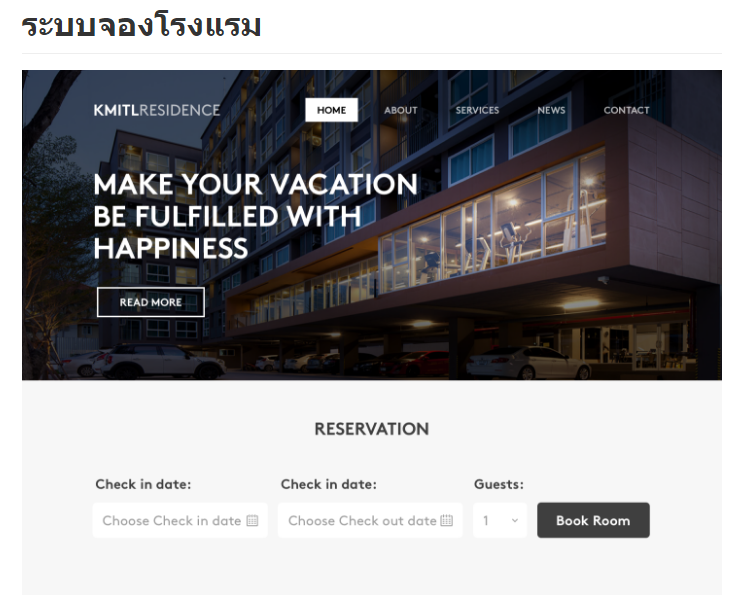 ระบบจองโรงแรม
KMITLRESIDENCE HOME ABOUT SERVICES NEWS CONTACT
MAKE YOUR VACATION
BE FULFILLED WITH
HAPPINESS
READ MORE
RESERVATION
Check in date: Check in date: Guests:
Choose Check in date Choose Check out date 1 Book Room